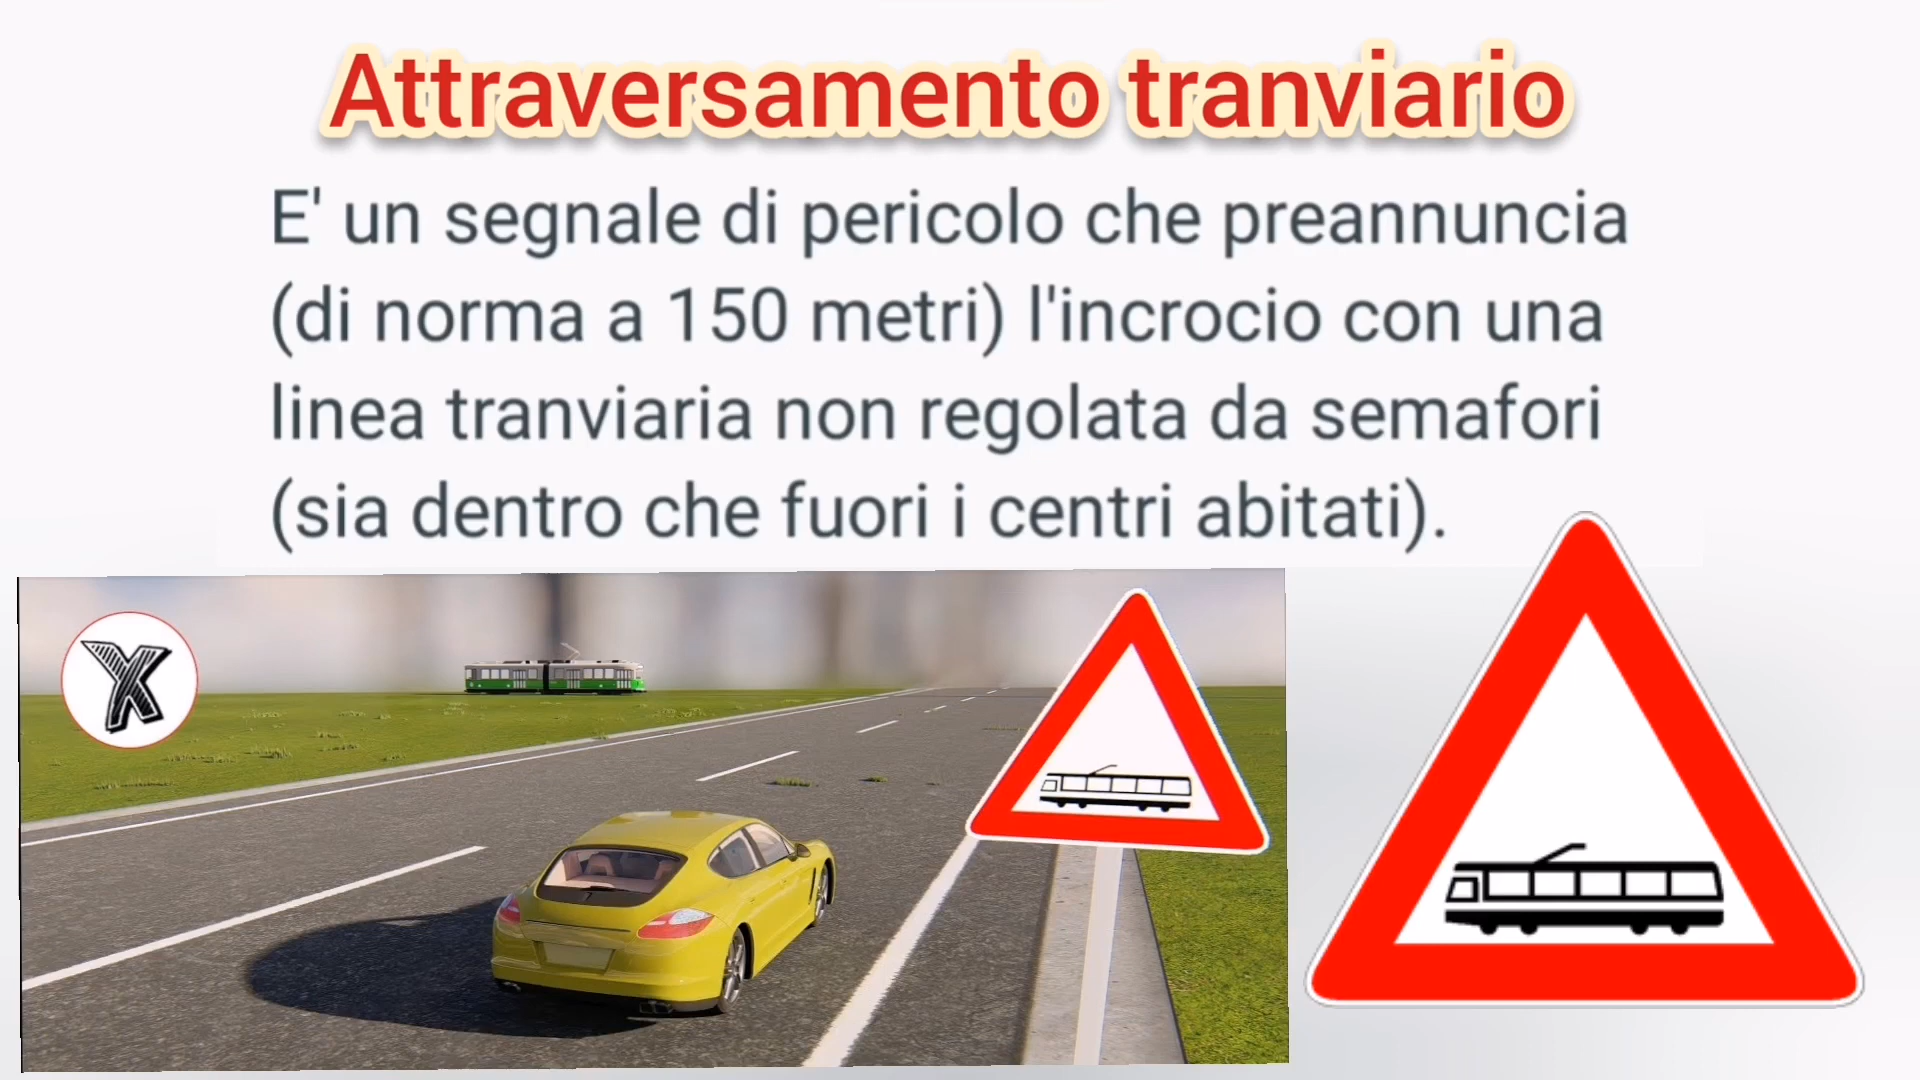 Attraversamento tranviario
E' un segnale di pericolo che preannuncia
(di norma a 150 metri) l'incrocio con una
linea tranviaria non regolata da semafori
(sia dentro che fuori i centri abitati).
X